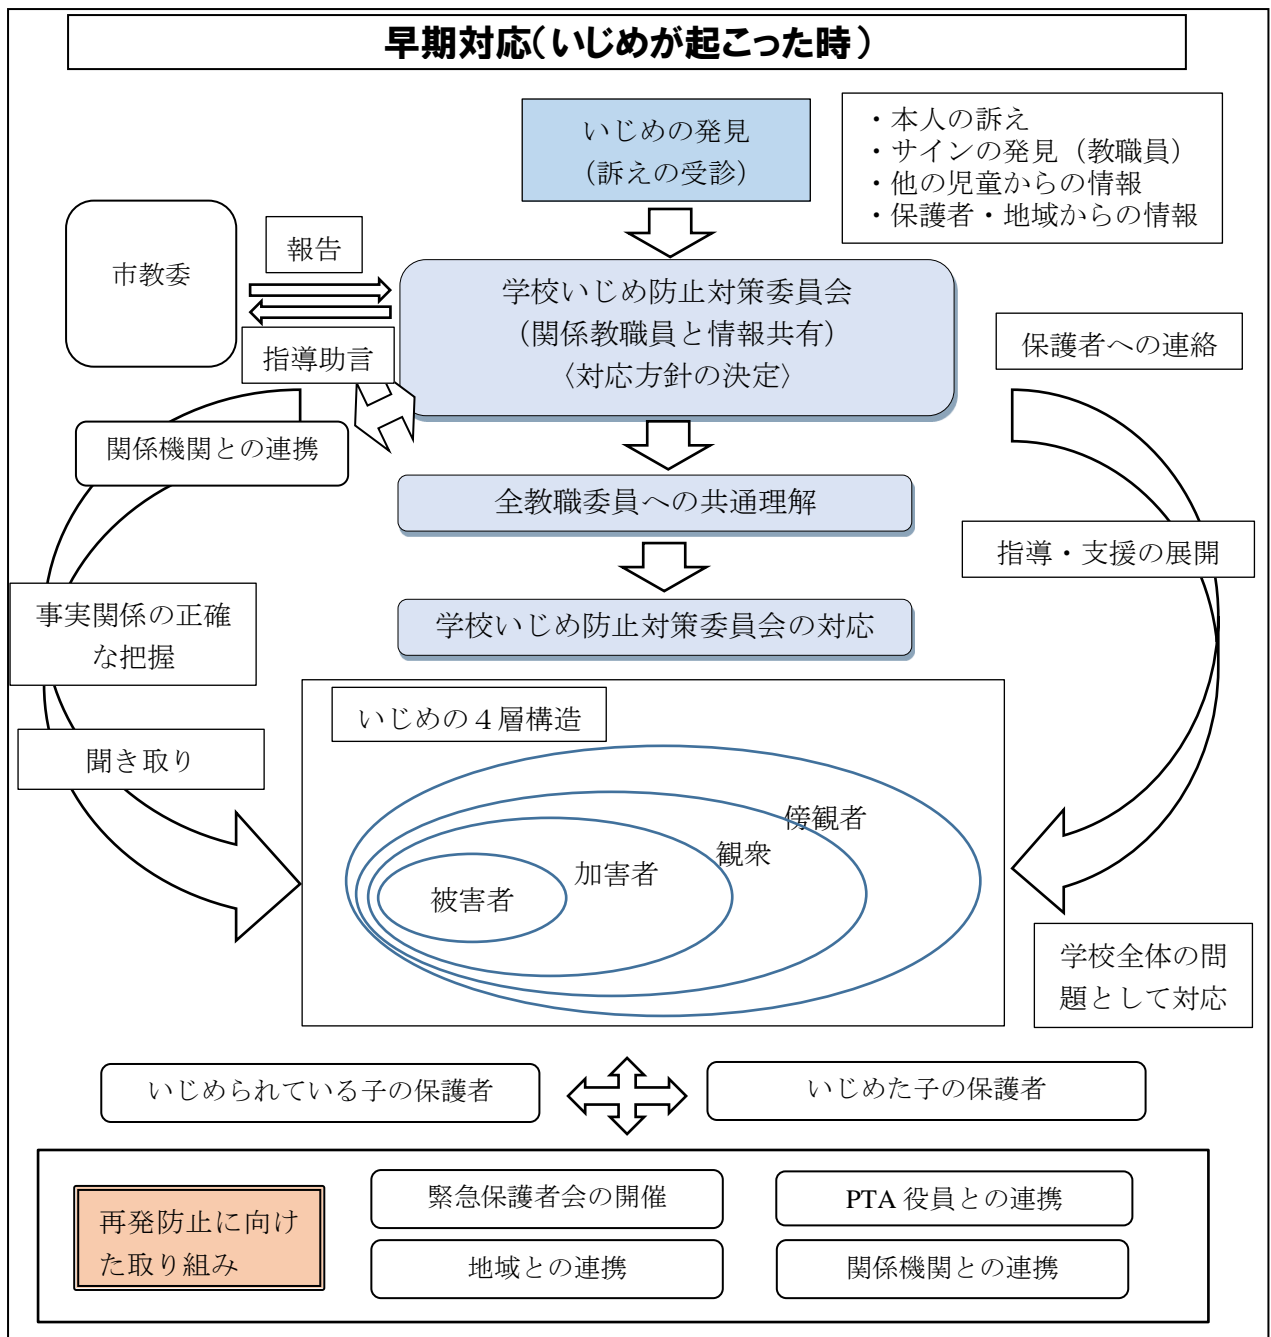 早期対応(いじめが起こった時)
いじめの発見
(訴えの受診)
・本人の訴え
・サインの発見（教職員）
・他の児童からの情報
・保護者・地域からの情報
市教委
報告
指導助言
学校いじめ防止対策委員会
（関係教職員と情報共有）
〈対応方針の決定〉
保護者への連絡
関係機関との連携
全教職委員への共通理解
指導・支援の展開
事実関係の正確
な把握
学校いじめ防止対策委員会の対応
聞き取り
いじめの４層構造
傍観者
観衆
加害者
被害者
学校全体の問
題として対応
いじめられている子の保護者
いじめた子の保護者
再発防止に向け
た取り組み
緊急保護者会の開催
PTA 役員との連携
地域との連携
関係機関との連携